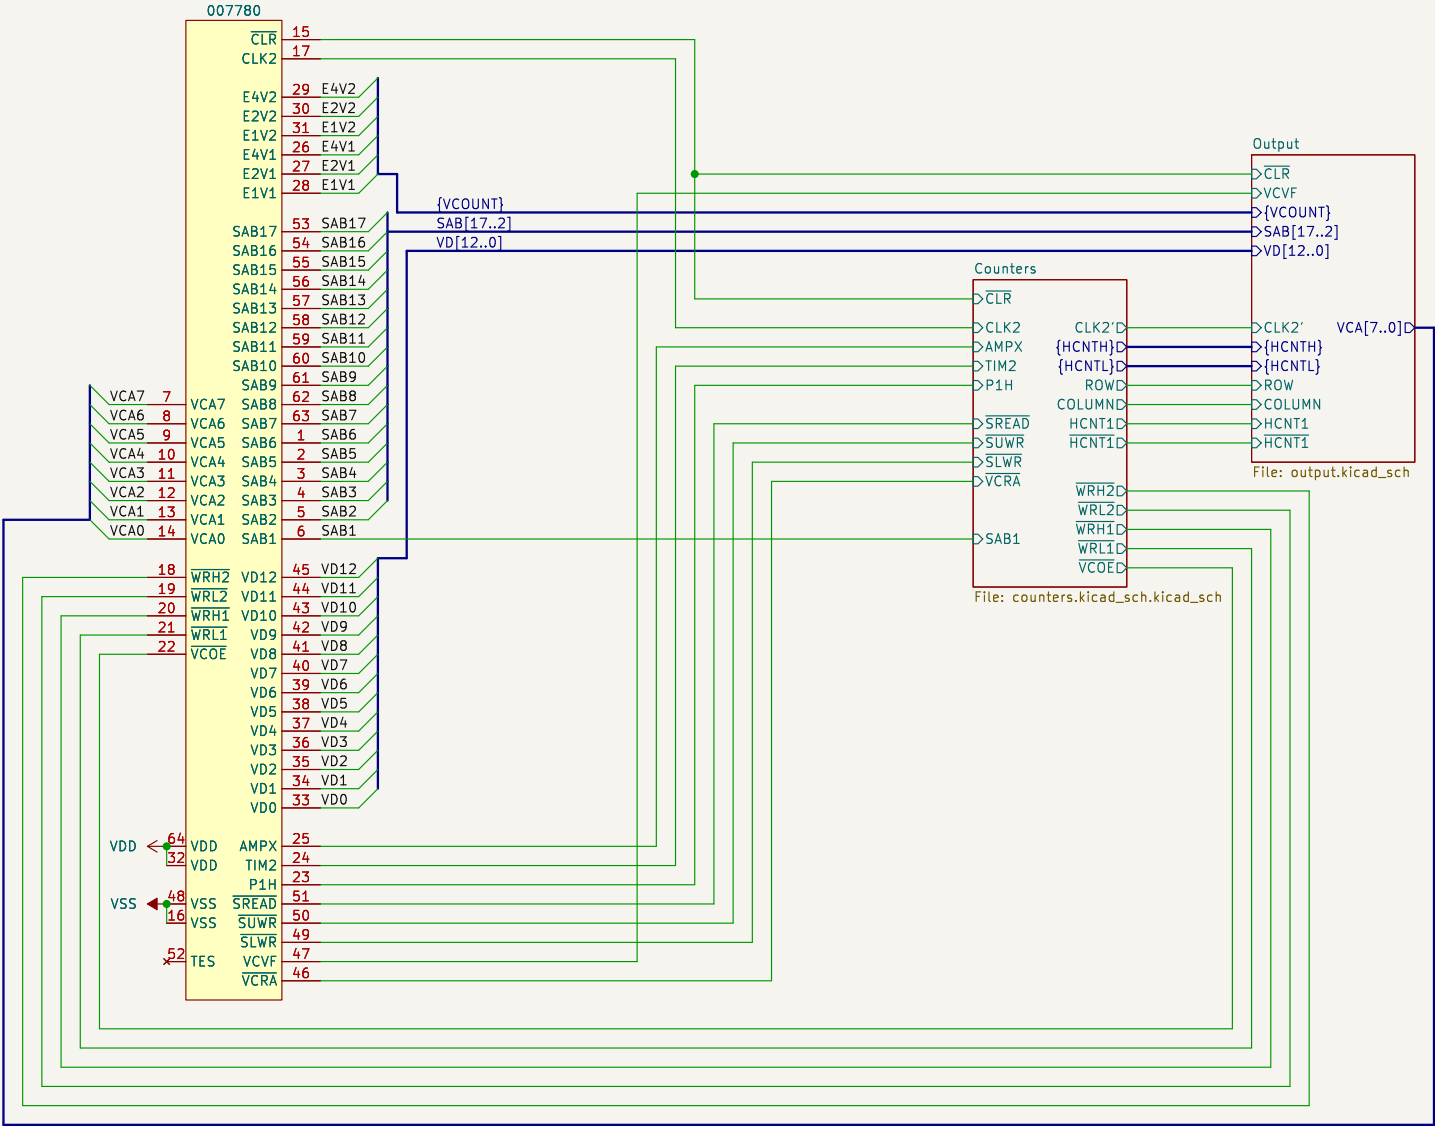 007780
CLR 15
CLK2 17
E4V2 29 E4V2
E2V2 30 E2V2
E1V2 31 E1V2
E4V1 26 E4V1
E2V1 27 E2V1
E1V1 28 E1V1
{VCOUNT}
SAB[17..2]
VD[12..0]
SAB17 53 SAB17
SAB16 54 SAB16
SAB15 55 SAB15
SAB14 56 SAB14
SAB13 57 SAB13
SAB12 58 SAB12
SAB11 59 SAB11
SAB10 60 SAB10
SAB9 61 SAB9
VCA7 7 VCA7 SAB8 62 SAB8
VCA6 8 VCA6 SAB7 63 SAB7
VCA5 9 VCA5 SAB6 1 SAB6
VCA4 10 VCA4 SAB5 2 SAB5
VCA3 11 VCA3 SAB4 3 SAB4
VCA2 12 VCA2 SAB3 4 SAB3
VCA1 13 VCA1 SAB2 5 SAB2
VCA0 14 VCA0 SAB1 6 SAB1
18 WRH2 VD12 45 VD12
19 WRL2 VD11 44 VD11
20 WRH1 VD10 43 VD10
21 WRL1 VD9 42 VD9
22 VCOE VD8 41 VD8
VD7 40 VD7
VD6 39 VD6
VD5 38 VD5
VD4 37 VD4
VD3 36 VD3
VD2 35 VD2
VD1 34 VD1
VD0 33 VD0
VDD 64 VDD AMPX 25
32 VDD TIM2 24
P1H 23
VSS 48 VSS SREAD 51
16 VSS SUWR 50
SLWR 49
52 TES VCVF 47
VCRA 46
Counters
CLR
CLK2 CLK2'
AMPX {HCNTH}
TIM2 {HCNTL}
P1H ROW
COLUMN
SREAD HCNT1
SUWR HCNT1
SLWR
VCRA
WRH2
WRL2
WRH1
SAB1 WRL1
VCOE
File: counters.kicad_sch.kicad_sch
Output
CLR
VCVF
{VCOUNT}
SAB[17..2]
VD[12..0]
CLK2' VCA[7..0]
{HCNTH}
{HCNTL}
ROW
COLUMN
HCNT1
HCNT1
File: output.kicad_sch